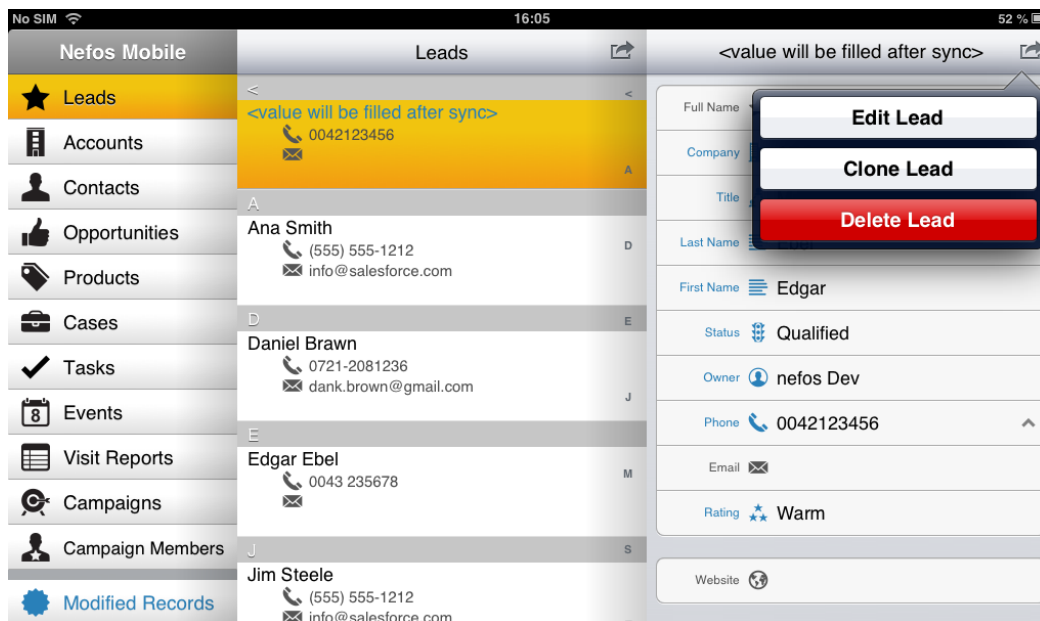 No SIM 16:05 52 %
Nefos Mobile
Leads
Accounts
Contacts
Opportunities
Products
Cases
Tasks
8 Events
Visit Reports
Campaigns
Campaign Members
Modified Records
Leads
<
<value will be filled after sync>
0042123456
A
Ana Smith
(555) 555-1212
info@salesforce.com
D
Daniel Brawn
0721-2081236
dank.brown@gmail.com
E
Edgar Ebel
0043 235678
J
Jim Steele
(555) 555-1212
info@salesforce.com
<
A
D
E
J
M
S
<value will be filled after sync>
Edit Lead
Clone Lead
Delete Lead
Full Name
Company
Title
Last Name Ebel
First Name Edgar
Status Qualified
Owner nefos Dev
Phone 0042123456
Email
Rating Warm
Website